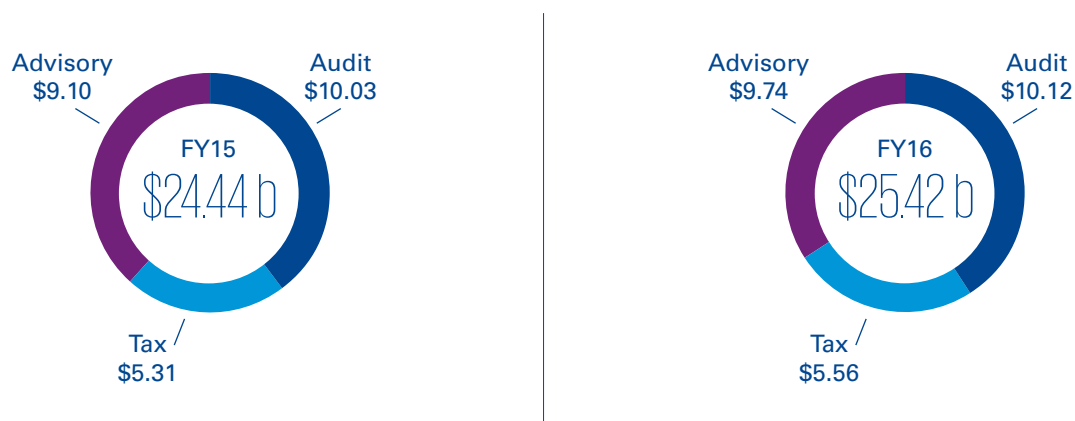 Advisory
$9.10
Audit
$10.03
FY15
$24.44 b
Tax
$5.31
Advisory
$9.74
Audit
$10.12
FY16
$25.42 b
Tax
$5.56